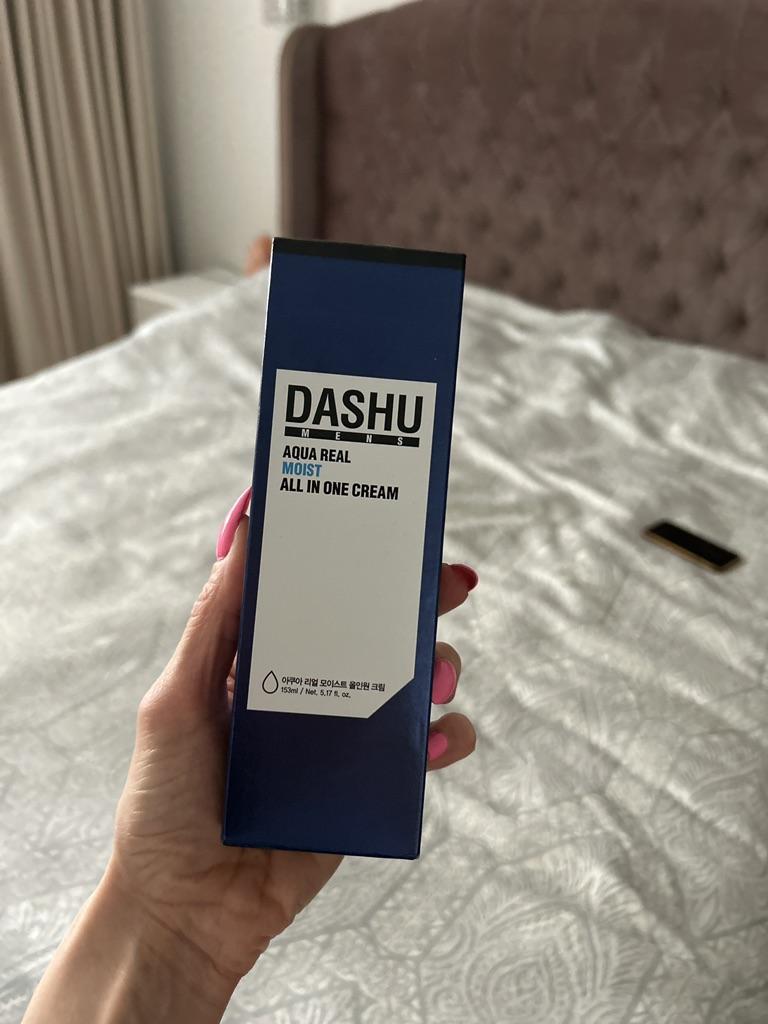 DASHU
MENS
AQUA REAL
MOIST
ALL IN ONE CREAM
아쿠아 리얼 모이스트 올인원 크림
153ml / Net. 5.17 fl. oz.